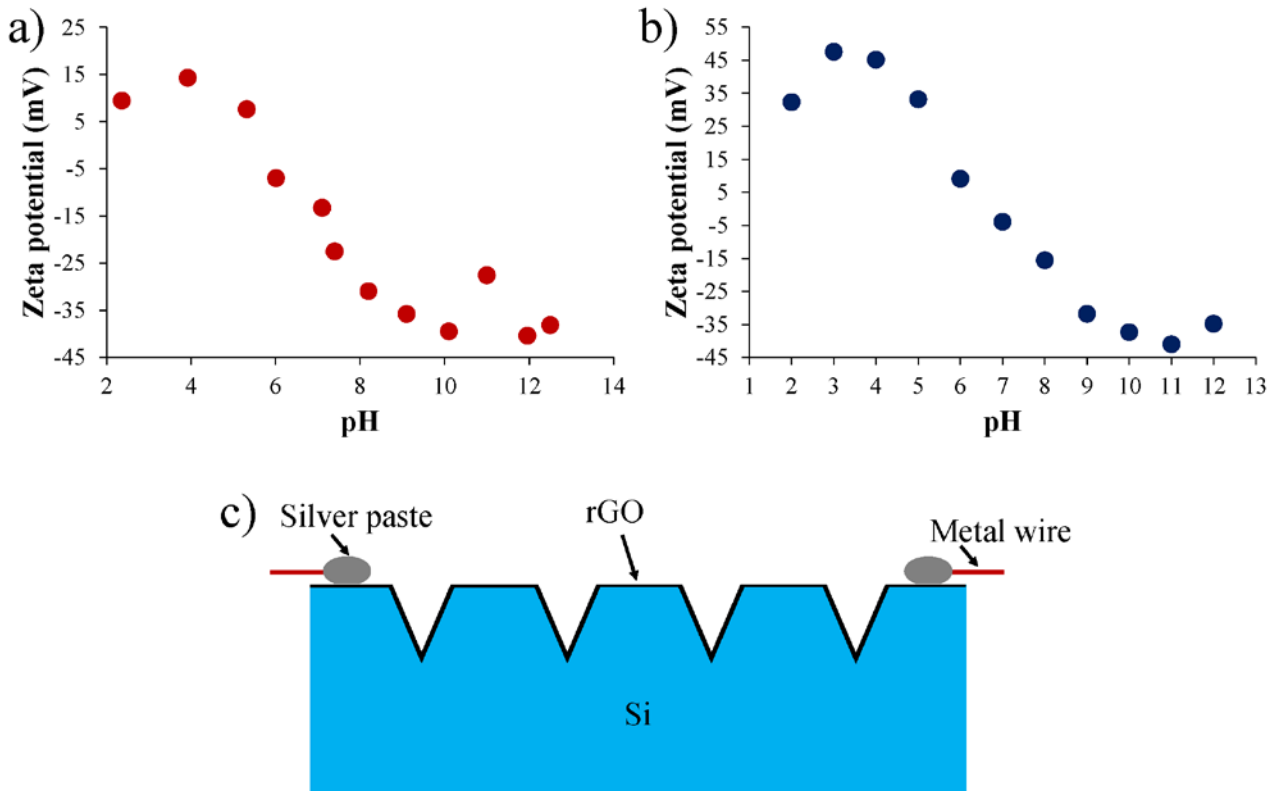 a)
Zeta potential (mV)
25
15
5
-5
-15
-25
-35
-45
2 4 6 8 10 12 14
pH
b)
Zeta potential (mV)
55
45
35
25
15
5
-5
-15
-25
-35
-45
1 2 3 4 5 6 7 8 9 10 11 12 13
pH
c)
Silver paste
rGO
Metal wire
Si